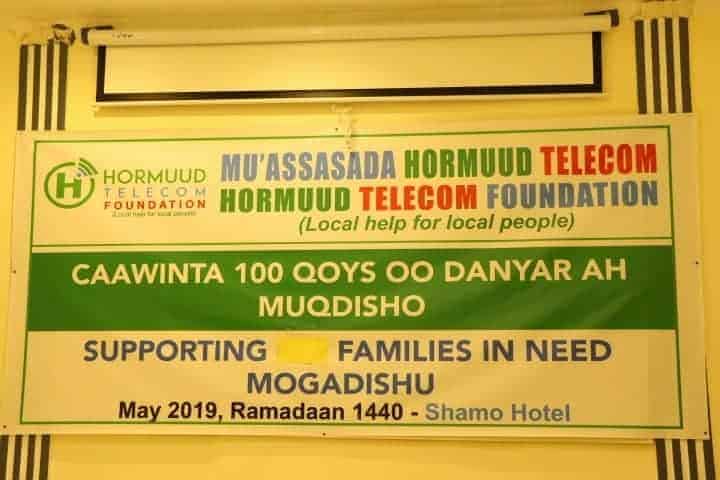 HORMUUD
TELECOM
FOUNDATION
(Local help for local people)
MU'ASSASADA HORMUUD TELECOM
HORMUUD TELECOM FOUNDATION
(Local help for local people)
CAAWINTA 100 QOYS OO DANYAR AH
MUQDISHO
SUPPORTING FAMILIES IN NEED
MOGADISHU
May 2019, Ramadaan 1440 - Shamo Hotel